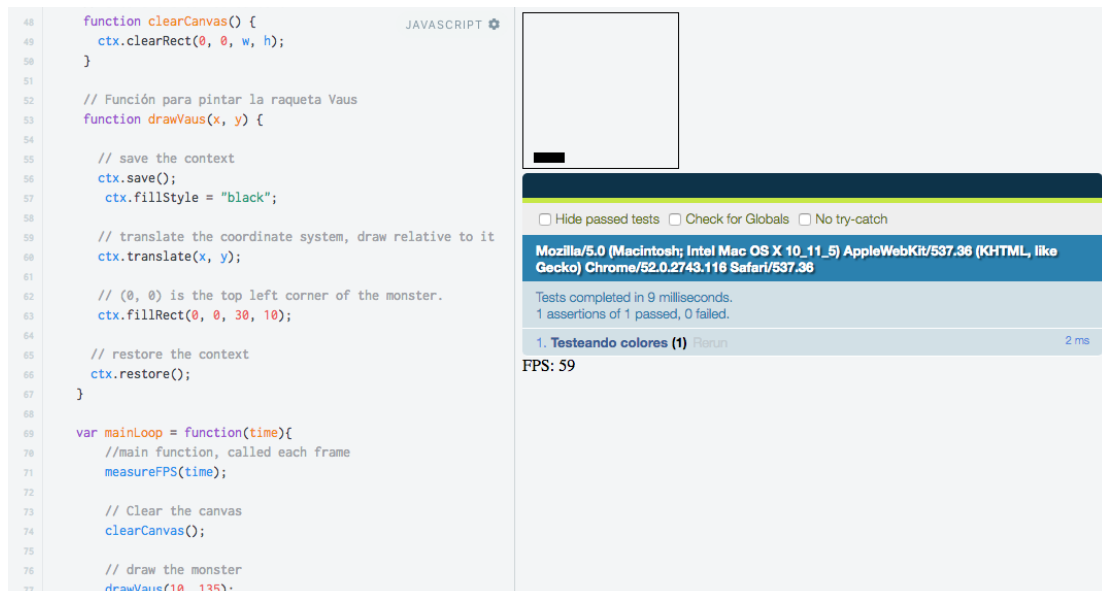 48 function clearCanvas() {
JAVASCRIPT
49 ctx.clearRect(0, 0, w, h);
50 }
51
52 // Función para pintar la raqueta Vaus
53 function drawVaus(x, y) {
54
55 // save the context
56 ctx.save();
57 ctx.fillStyle = "black";
58
59 // translate the coordinate system, draw relative to it
60 ctx.translate(x, y);
61
62 // (0, 0) is the top left corner of the monster.
63 ctx.fillRect(0, 0, 30, 10);
64
65 // restore the context
66 ctx.restore();
67 }
68
69 var mainLoop = function(time){
70 //main function, called each frame
71 measureFPS(time);
72
73 // Clear the canvas
74 clearCanvas();
75
76 // draw the monster
77 drawVaus(10, 135);
Hide passed tests Check for Globals No try-catch
Mozilla/5.0 (Macintosh; Intel Mac OS X 10_11_5) AppleWebKit/537.36 (KHTML, like
Gecko) Chrome/52.0.2743.116 Safari/537.36
Tests completed in 9 milliseconds.
1 assertions of 1 passed, 0 failed.
1. Testeando colores (1) Rerun 2 ms
FPS: 59